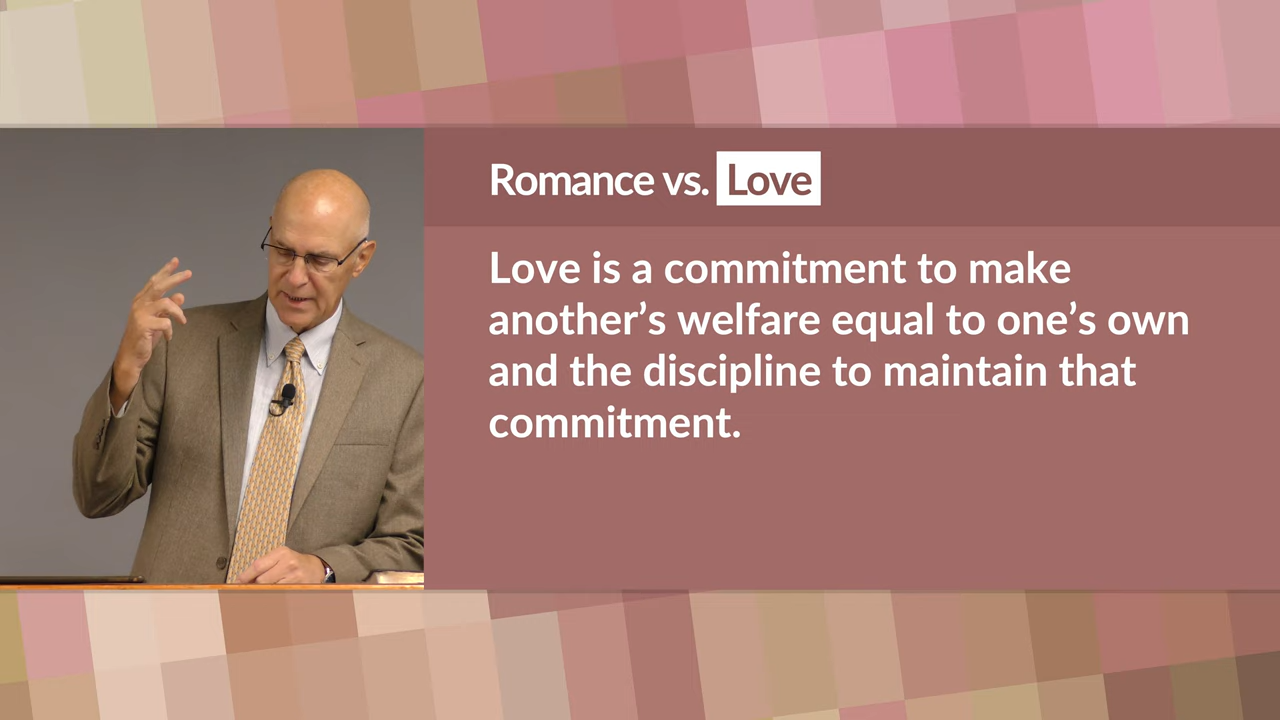 Romance vs. Love
Love is a commitment to make
another’s welfare equal to one’s own
and the discipline to maintain that
commitment.